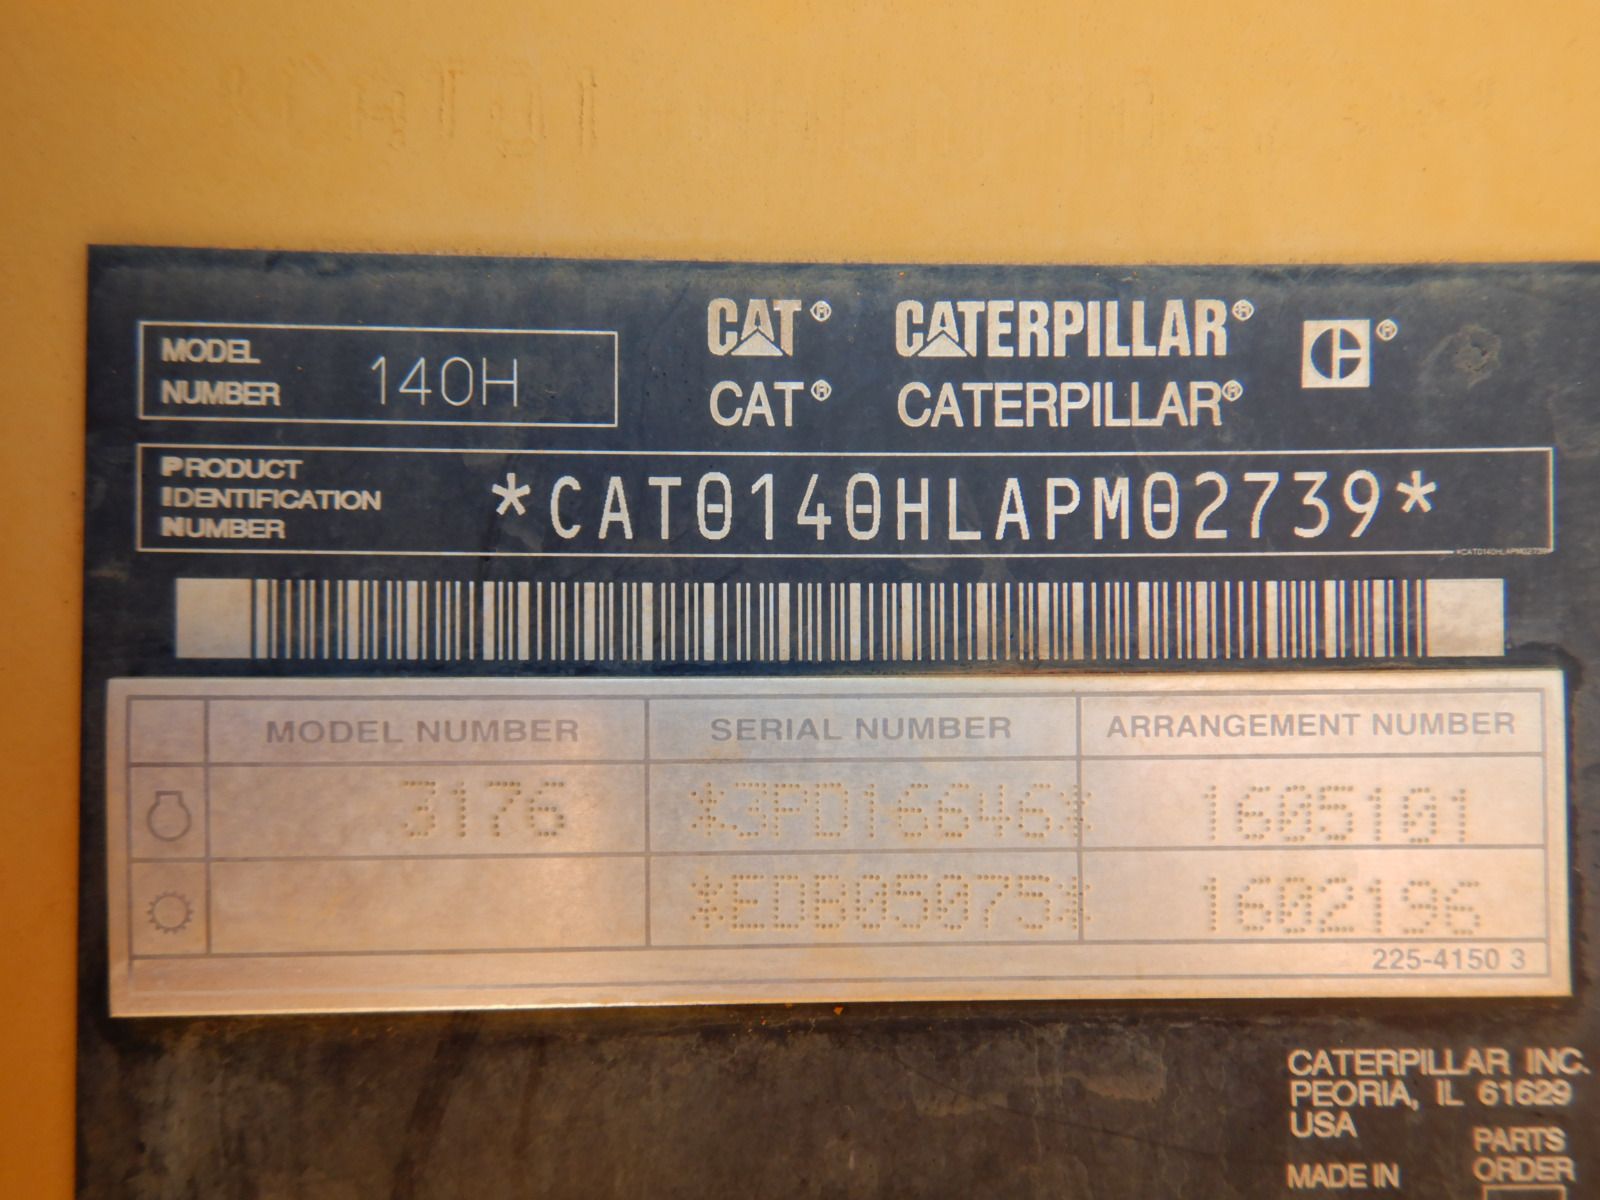 CAT® CATERPILLAR®
CAT® CATERPILLAR®
MODEL
NUMBER 140H
PRODUCT
IDENTIFICATION
NUMBER
*CAT0140HLAPM02739*
*CAT0140HLAPM02739*
MODEL NUMBER SERIAL NUMBER ARRANGEMENT NUMBER
3176 *3PD16646* 1605101
*EDB05075* 1602196
225-4150 3
CATERPILLAR INC.
PEORIA, IL 61629
USA
MADE IN
PARTS
ORDER